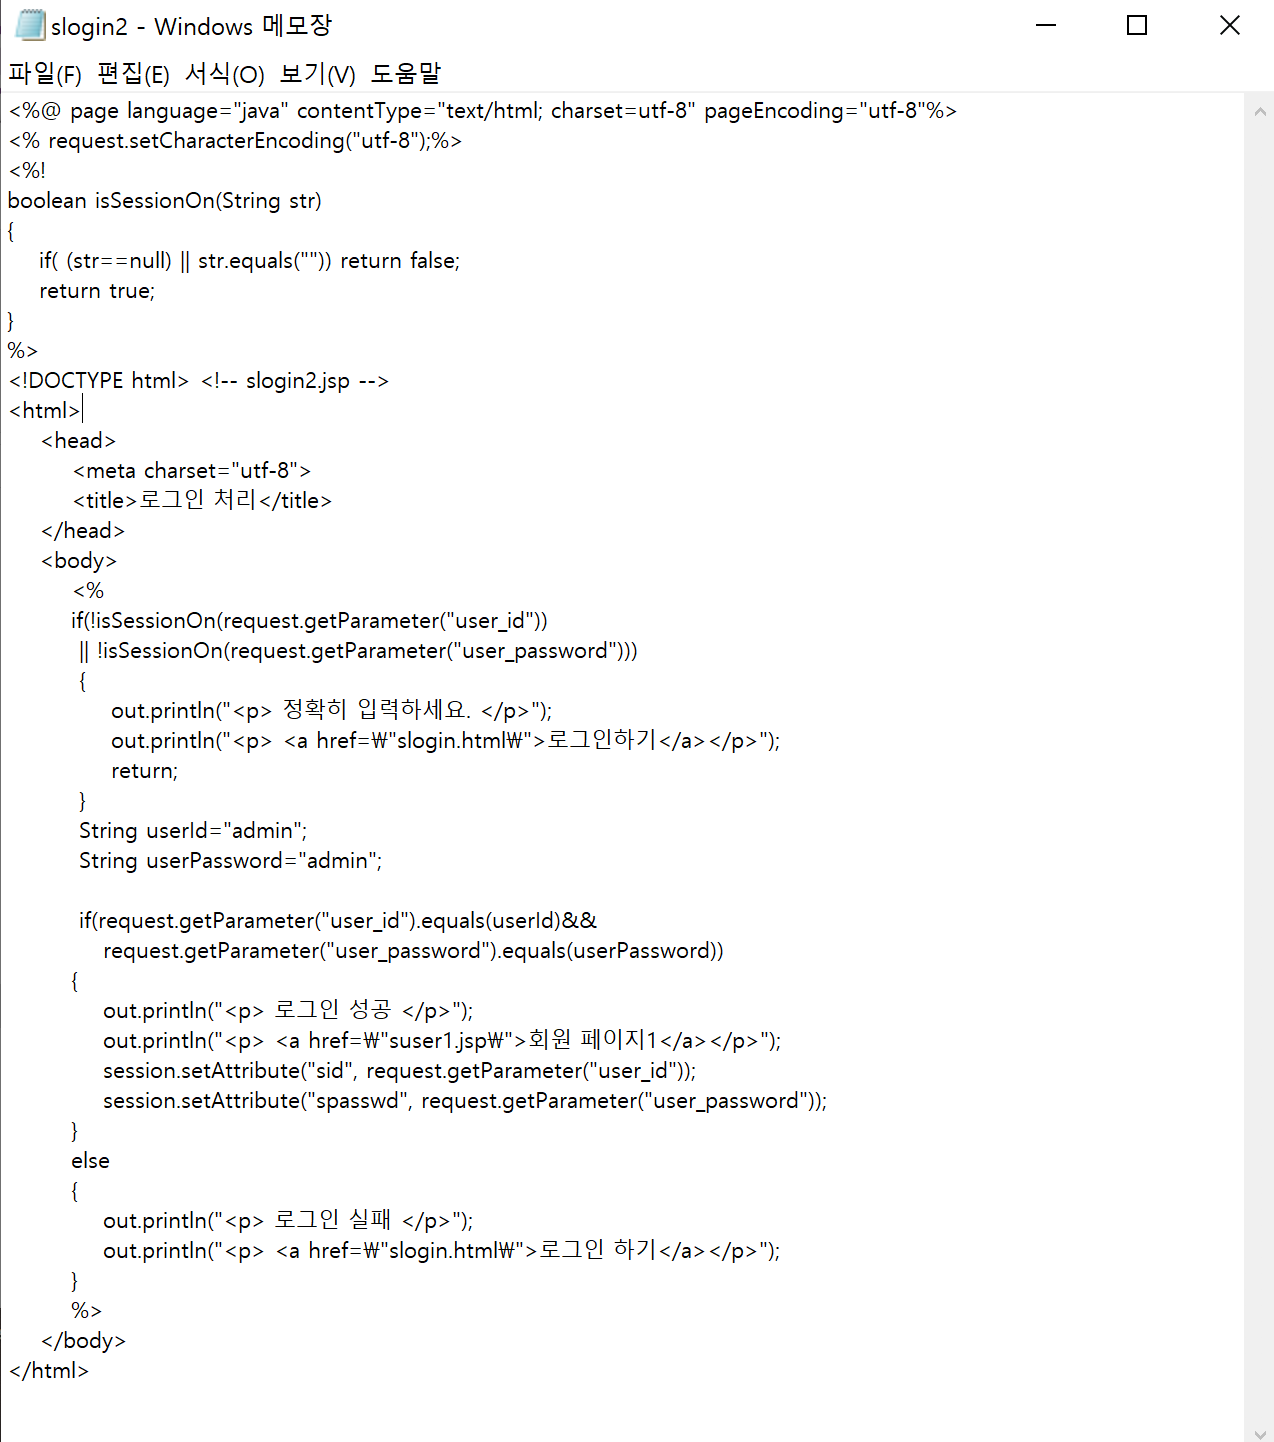 slogin2 - Windows 메모장
파일(F) 편집(E) 서식(O) 보기(V) 도움말
<%@ page language="java" contentType="text/html; charset=utf-8" pageEncoding="utf-8"%>
<% request.setCharacterEncoding("utf-8");%>
<%!
boolean isSessionOn(String str)
{
if( (str==null) || str.equals("")) return false;
return true;
}
%>
<!DOCTYPE html> <!-- slogin2.jsp -->
<html>
<head>
<meta charset="utf-8">
<title>로그인 처리</title>
</head>
<body>
<%
if(!isSessionOn(request.getParameter("user_id"))
|| !isSessionOn(request.getParameter("user_password")))
{
out.println("<p> 정확히 입력하세요. </p>");
out.println("<p> <a href=₩"slogin.html₩">로그인하기</a></p>");
return;
}
String userId="admin";
String userPassword="admin";
if(request.getParameter("user_id").equals(userId)&&
request.getParameter("user_password").equals(userPassword))
{
out.println("<p> 로그인 성공 </p>");
out.println("<p> <a href=₩"suser1.jsp₩">회원 페이지1</a></p>");
session.setAttribute("sid", request.getParameter("user_id"));
session.setAttribute("spasswd", request.getParameter("user_password"));
}
else
{
out.println("<p> 로그인 실패 </p>");
out.println("<p> <a href=₩"slogin.html₩">로그인 하기</a></p>");
}
%>
</body>
</html>